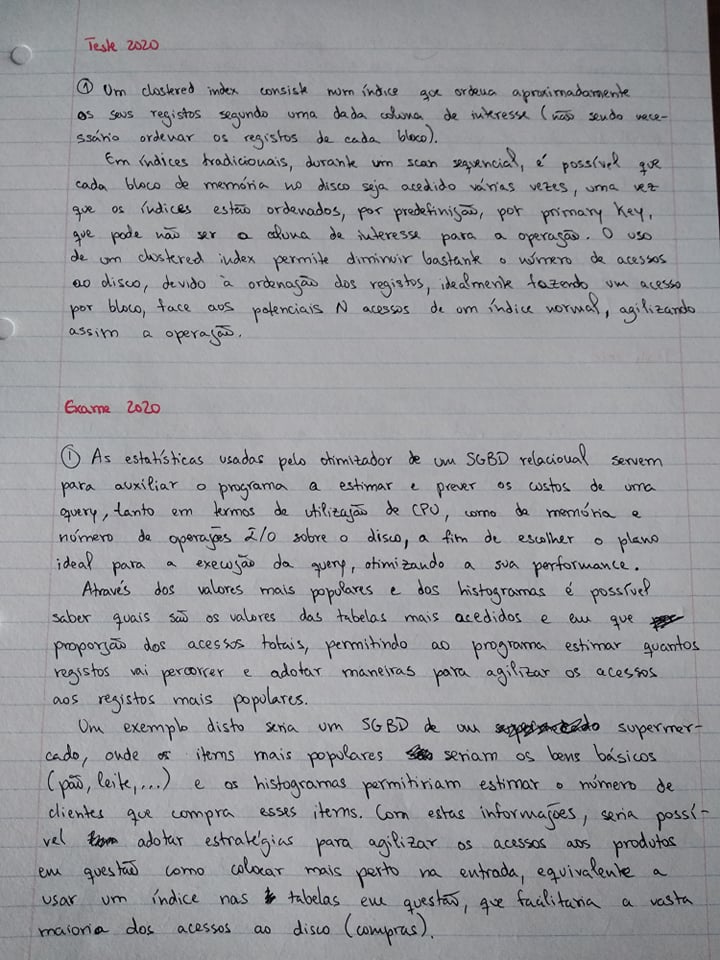 Teste 2020
① Um clostered index consiste num índice que ordena aproximadamente
os seus registos segundo uma dada coluna de interesse (não sendo nece-
ssário ordenar os registos de cada bloco).
Em índices tradicionais, durante um scan sequencial, é possível que
cada bloco de memória no disco seja acedido várias vezes, uma vez
que os índices estão ordenados, por predefinição, por primary key,
que pode não ser a coluna de interesse para a operação. O uso
de um clustered index permite diminuir bastante o número de acessos
ao disco, devido à ordenação dos registos, idealmente fazendo um acesso
por bloco, face aos potenciais N acessos de um índice normal, agilizando
assim a operação.
Exame 2020
① As estatísticas usadas pelo otimizador de um SGBD relacional servem
para auxiliar o programa a estimar e prever os custos de uma
query, tanto em termos de utilização de CPU, como de memória e
número de operações I/O sobre o disco, a fim de escolher o plano
ideal para a execução da query, otimizando a sua performance.
Através dos valores mais populares e dos histogramas é possível
saber quais são os valores das tabelas mais acedidos e em que
proporção dos acessos totais, permitindo ao programa estimar quantos
registos vai percorrer e adotar maneiras para agilizar os acessos
aos registos mais populares.
Um exemplo disto seria um SGBD de um supermer-
cado, onde os items mais populares seriam os bens básicos
(pão, leite, ...) e os histogramas permitiriam estimar o número de
clientes que compra esses items. Com estas informações, seria possí-
vel adotar estratégias para agilizar os acessos aos produtos
em questão como colocar mais perto na entrada, equivalente a
usar um índice nas tabelas em questão, que facilitaria a vasta
maioria dos acessos ao disco (compras).